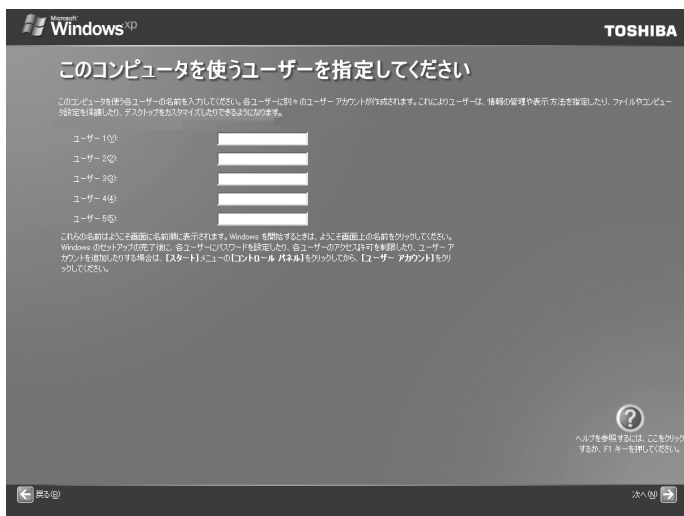 Microsoft
Windows xp
TOSHIBA
このコンピュータを使うユーザーを指定してください
このコンピュータを使う各ユーザーの名前を入力してください。各ユーザーに別々のユーザー アカウントが作成されます。これによりユーザーは、情報の管理や表示方法を指定したり、ファイルやコンピュー
タ設定を保護したり、デスクトップをカスタマイズしたりできるようになります。
ユーザー 1(Y):
ユーザー 2(2):
ユーザー 3(3):
ユーザー 4(4):
ユーザー 5(5):
これらの名前はようこそ画面に名前順に表示されます。Windows を開始するときは、ようこそ画面上の名前をクリックしてください。
Windows のセットアップの完了後に、各ユーザーにパスワードを設定したり、各ユーザーのアクセス許可を制限したり、ユーザー ア
カウントを追加したりする場合は、[スタート]メニューの[コントロール パネル]をクリックしてから、[ユーザー アカウント]をクリ
ックしてください。
ヘルプを参照するには、ここをクリック
するか、F1 キーを押してください。
戻る(B)
次へ(N)